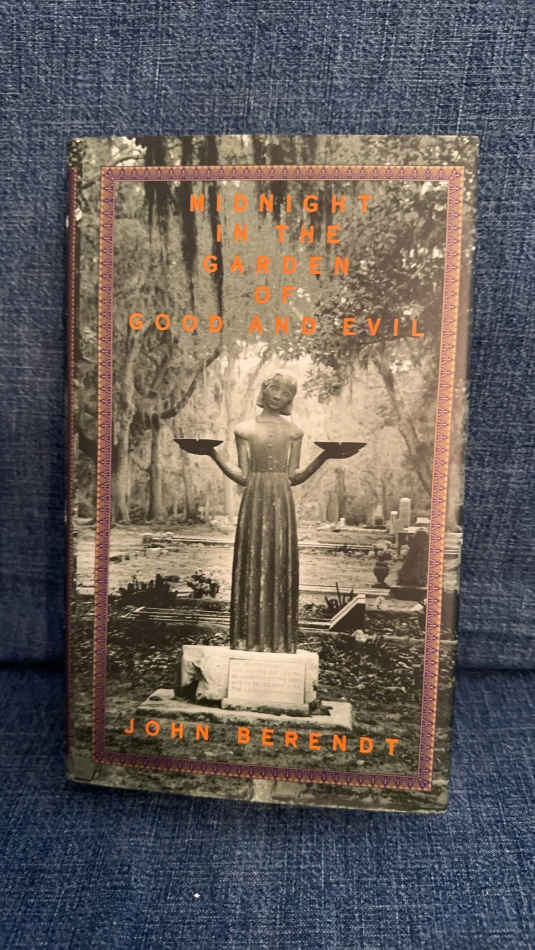 MIDNIGHT
IN THE
GARDEN
OF
GOOD AND EVIL
JOHN BERENDT